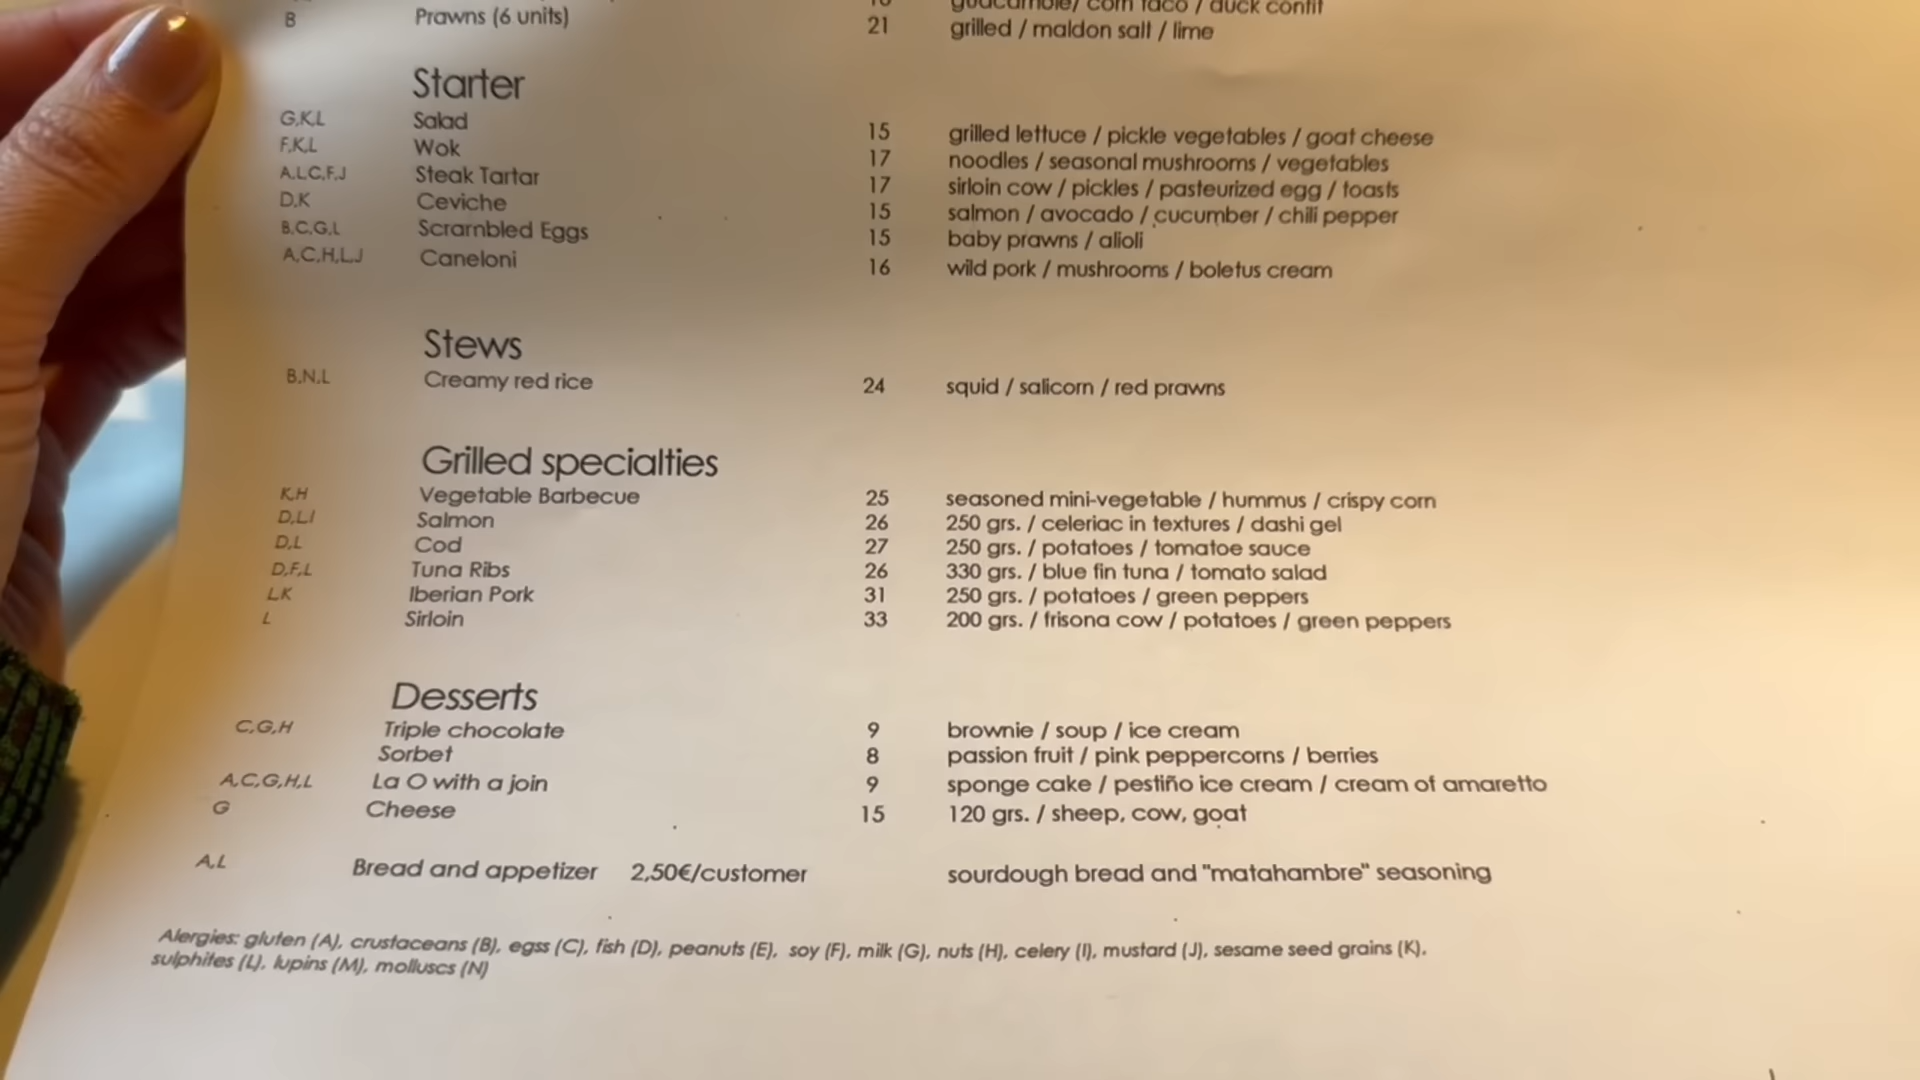 guacamole/ corn taco / duck confit
B Prawns (6 units) 21 grilled / maldon salt / lime
Starter
G,K,L Salad 15 grilled lettuce / pickle vegetables / goat cheese
F,K,L Wok 17 noodles / seasonal mushrooms / vegetables
A,L,C,F,J Steak Tartar 17 sirloin cow / pickles / pasteurized egg / toasts
D,K Ceviche 15 salmon / avocado / cucumber / chili pepper
B,C,G,L Scrambled Eggs 15 baby prawns / alioli
A,C,H,L,J Caneloni 16 wild pork / mushrooms / boletus cream
Stews
B,N,L Creamy red rice 24 squid / salicorn / red prawns
Grilled specialties
K,H Vegetable Barbecue 25 seasoned mini-vegetable / hummus / crispy corn
D,L,I Salmon 26 250 grs. / celeriac in textures / dashi gel
D,L Cod 27 250 grs. / potatoes / tomatoe sauce
D,F,L Tuna Ribs 26 330 grs. / blue fin tuna / tomato salad
L,K Iberian Pork 31 250 grs. / potatoes / green peppers
L Sirloin 33 200 grs. / frisona cow / potatoes / green peppers
Desserts
C,G,H Triple chocolate 9 brownie / soup / ice cream
Sorbet 8 passion fruit / pink peppercorns / berries
A,C,G,H,L La O with a join 9 sponge cake / pestiño ice cream / cream of amaretto
G Cheese 15 120 grs. / sheep, cow, goat
A,L Bread and appetizer 2,50€/customer sourdough bread and "matahambre" seasoning
Alergies: gluten (A), crustaceans (B), egss (C), fish (D), peanuts (E), soy (F), milk (G), nuts (H), celery (I), mustard (J), sesame seed grains (K),
sulphites (L), lupins (M), molluscs (N)